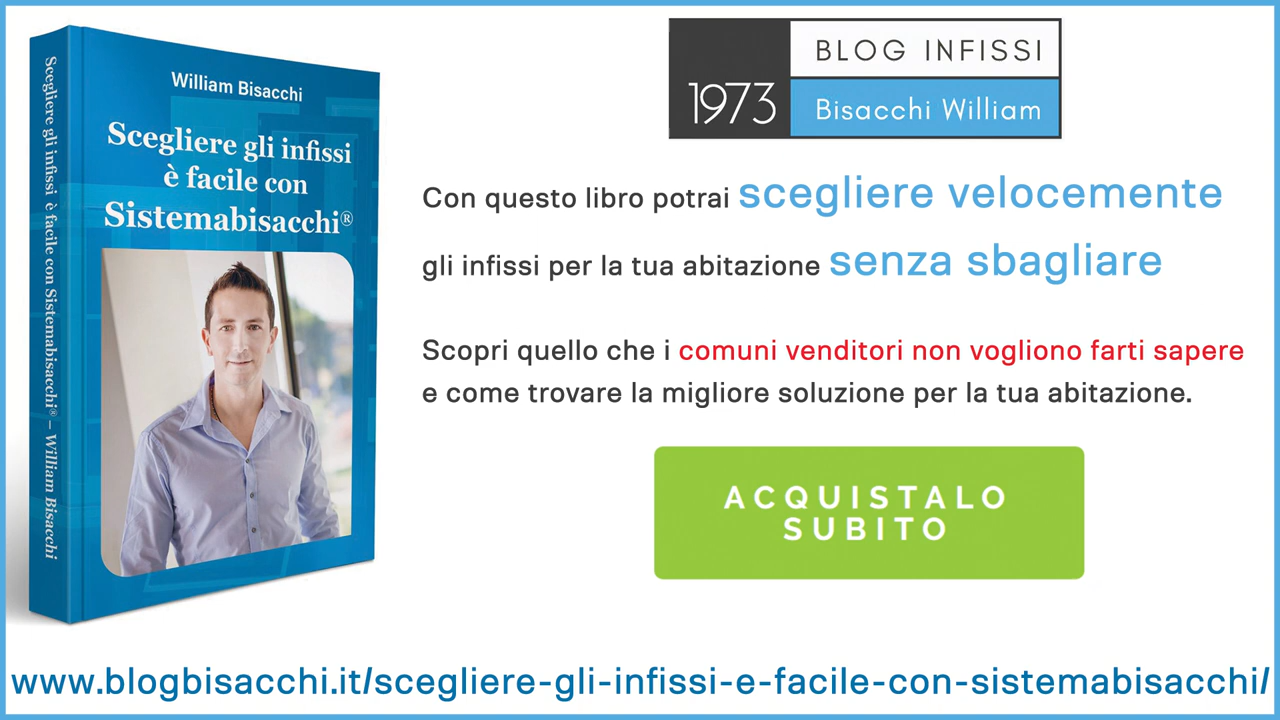 Scegliere gli infissi è facile con Sistemabisacchi® – William Bisacchi
William Bisacchi
Scegliere gli infissi
è facile con
Sistemabisacchi®
1973
BLOG INFISSI
Bisacchi William
Con questo libro potrai scegliere velocemente
gli infissi per la tua abitazione senza sbagliare
Scopri quello che i comuni venditori non vogliono farti sapere
e come trovare la migliore soluzione per la tua abitazione.
ACQUISTALO
SUBITO
www.blogbisacchi.it/scegliere-gli-infissi-e-facile-con-sistemabisacchi/